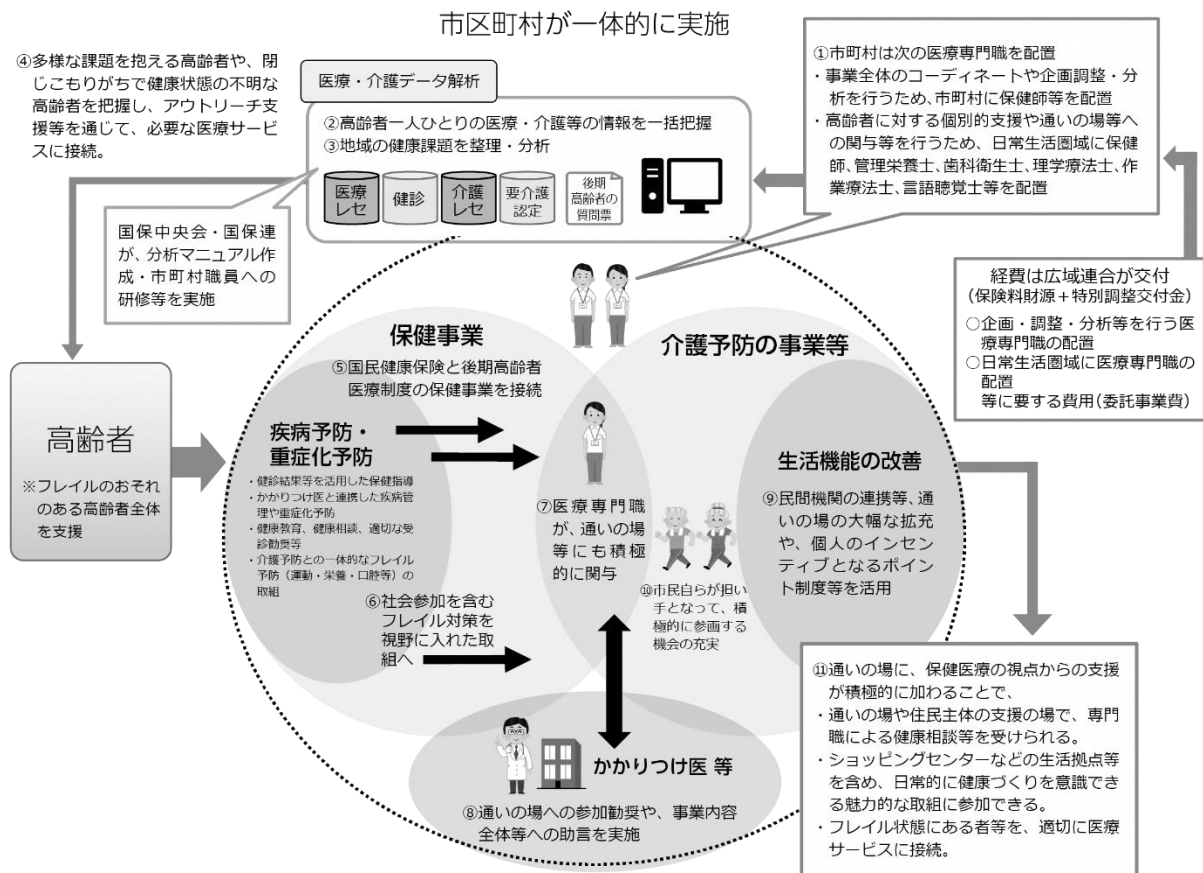 市区町村が一体的に実施
④多様な課題を抱える高齢者や、閉
じこもりがちで健康状態の不明な
高齢者を把握し、アウトリーチ支
援等を通じて、必要な医療サービ
スに接続。
医療・介護データ解析
②高齢者一人ひとりの医療・介護等の情報を一括把握
③地域の健康課題を整理・分析
医療
レセ
健診
介護
レセ
要介護
認定
後期
高齢者の
質問票
①市町村は次の医療専門職を配置
・事業全体のコーディネートや企画調整・分
析を行うため、市町村に保健師等を配置
・高齢者に対する個別的支援や通いの場等へ
の関与等を行うため、日常生活圏域に保健
師、管理栄養士、歯科衛生士、理学療法士、作
業療法士、言語聴覚士等を配置
国保中央会・国保連
が、分析マニュアル作
成・市町村職員への
研修等を実施
経費は広域連合が交付
（保険料財源＋特別調整交付金）
○企画・調整・分析等を行う医
療専門職の配置
○日常生活圏域に医療専門職の
配置
等に要する費用（委託事業費）
高齢者
※フレイルのおそれ
のある高齢者全体
を支援
保健事業
⑤国民健康保険と後期高齢者
医療制度の保健事業を接続
疾病予防・
重症化予防
・健診結果等を活用した保健指導
・かかりつけ医と連携した疾病管
理や重症化予防
・健康教育、健康相談、適切な受
診勧奨等
・介護予防との一体的なフレイル
予防（運動・栄養・口腔等）の
取組
⑥社会参加を含む
フレイル対策を
視野に入れた取
組へ
介護予防の事業等
⑦医療専門職
が、通いの場
等にも積極
的に関与
⑩市民自らが担い
手となって、積
極的に参画する
機会の充実
生活機能の改善
⑨民間機関の連携等、通
いの場の大幅な拡充
や、個人のインセン
ティブとなるポイン
ト制度等を活用
かかりつけ医 等
⑧通いの場への参加勧奨や、事業内容
全体等への助言を実施
⑪通いの場に、保健医療の視点からの支援
が積極的に加わることで、
・通いの場や住民主体の支援の場で、専門
職による健康相談等を受けられる。
・ショッピングセンターなどの生活拠点等
を含め、日常的に健康づくりを意識でき
る魅力的な取組に参加できる。
・フレイル状態にある者等を、適切に医療
サービスに接続。